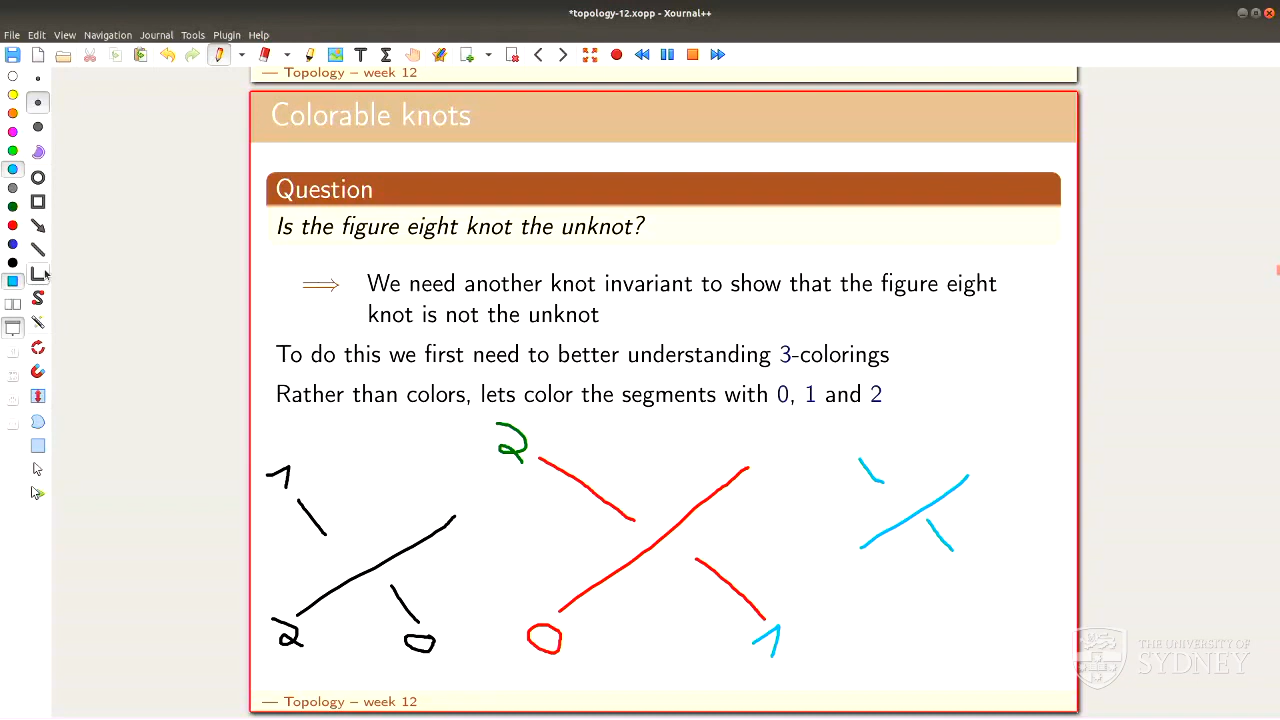 *topology-12.xopp - Xournal++
File Edit View Navigation Journal Tools Plugin Help
— Topology – week 12
Colorable knots
Question
Is the figure eight knot the unknot?
⟹ We need another knot invariant to show that the figure eight
knot is not the unknot
To do this we first need to better understanding 3-colorings
Rather than colors, lets color the segments with 0, 1 and 2
1 2
2 0 0 1
THE UNIVERSITY OF
SYDNEY
— Topology – week 12